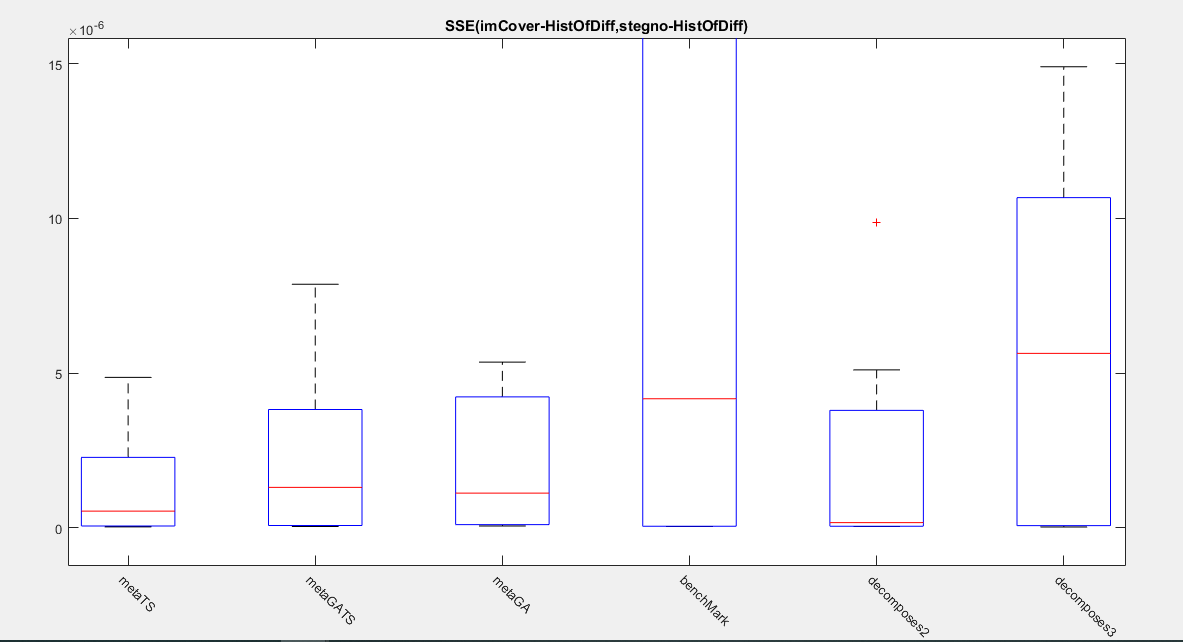 SSE(imCover-HistOfDiff,stegno-HistOfDiff)
×10-6
15
10
5
0
metaTS
metaGATS
metaGA
benchMark
decomposes2
decomposes3